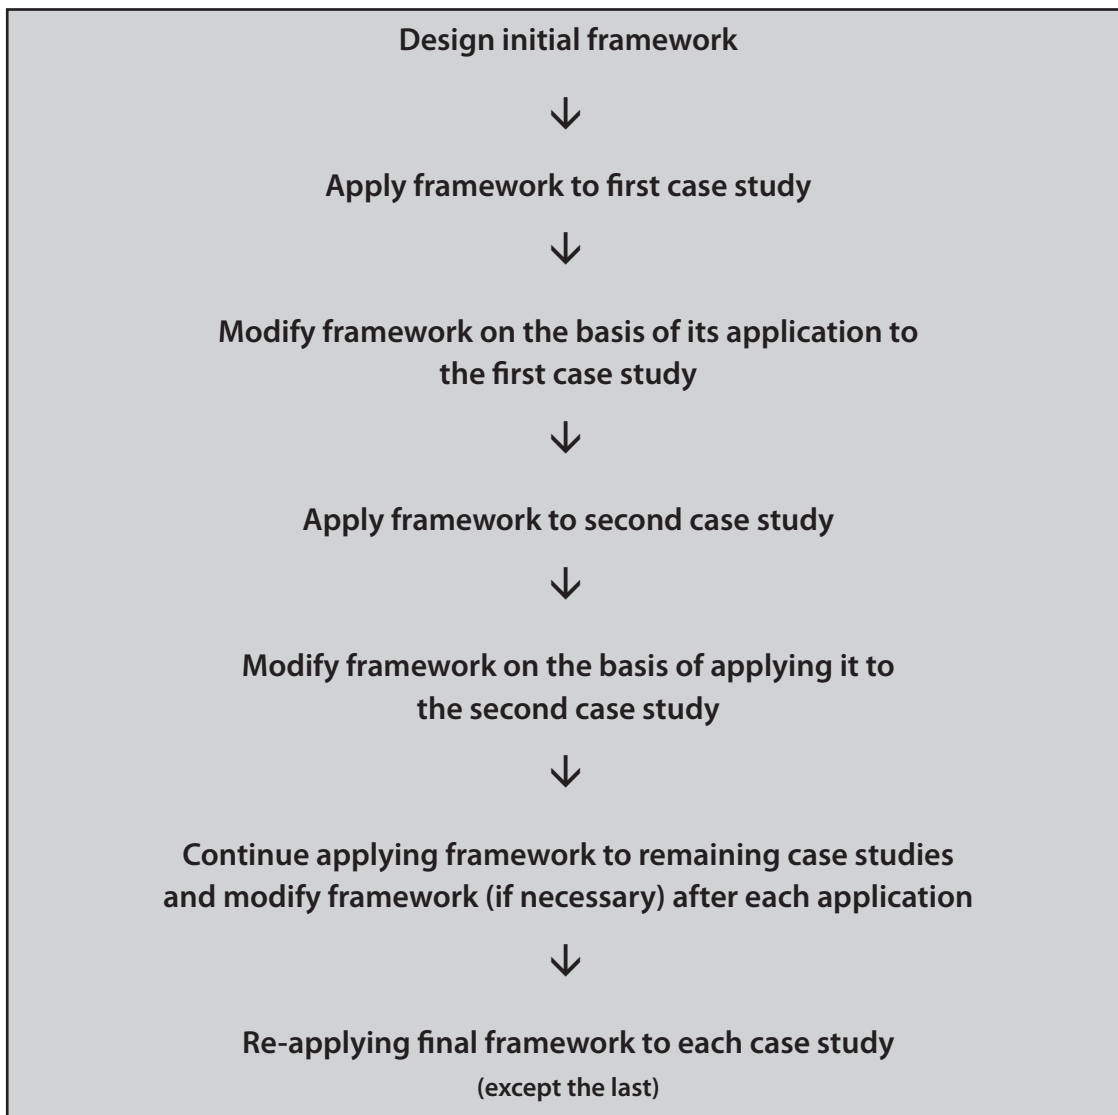 Design initial framework
↓
Apply framework to first case study
↓
Modify framework on the basis of its application to
the first case study
↓
Apply framework to second case study
↓
Modify framework on the basis of applying it to
the second case study
↓
Continue applying framework to remaining case studies
and modify framework (if necessary) after each application
↓
Re-applying final framework to each case study
(except the last)